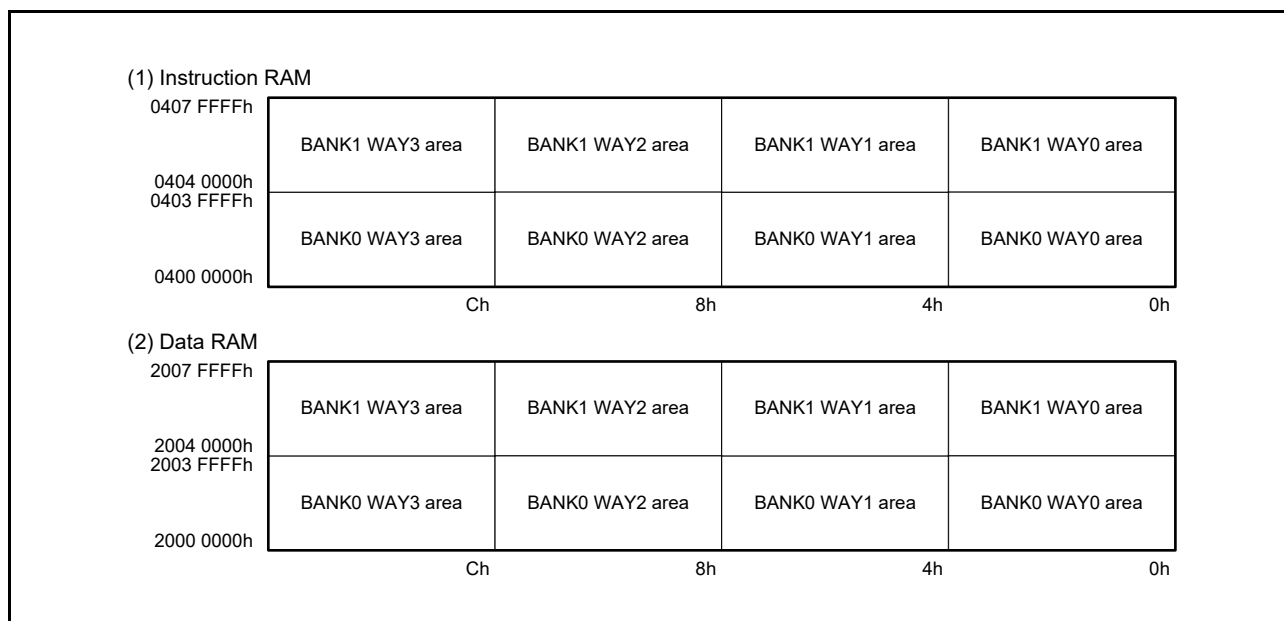 (1) Instruction RAM
0407 FFFFh
BANK1 WAY3 area BANK1 WAY2 area BANK1 WAY1 area BANK1 WAY0 area
0404 0000h
0403 FFFFh
BANK0 WAY3 area BANK0 WAY2 area BANK0 WAY1 area BANK0 WAY0 area
0400 0000h
Ch 8h 4h 0h
(2) Data RAM
2007 FFFFh
BANK1 WAY3 area BANK1 WAY2 area BANK1 WAY1 area BANK1 WAY0 area
2004 0000h
2003 FFFFh
BANK0 WAY3 area BANK0 WAY2 area BANK0 WAY1 area BANK0 WAY0 area
2000 0000h
Ch 8h 4h 0h